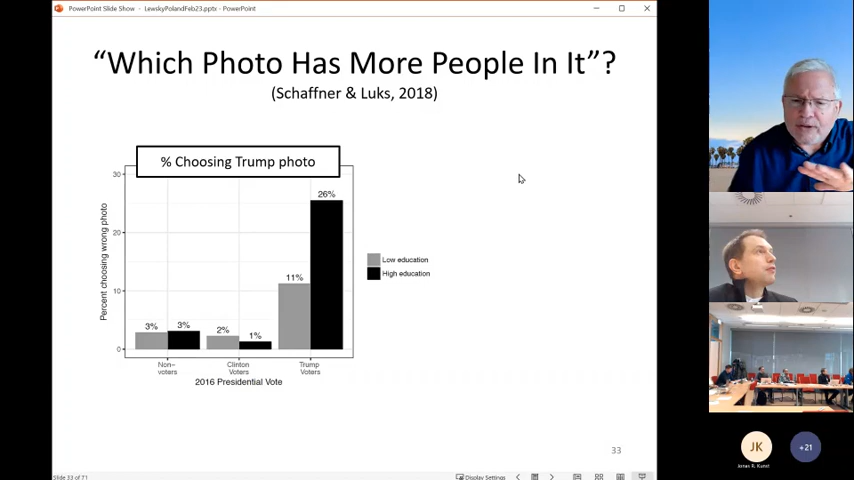 PowerPoint Slide Show - LewskyPolandFeb23.pptx - PowerPoint
“Which Photo Has More People In It”?
(Schaffner & Luks, 2018)
% Choosing Trump photo
Percent choosing wrong photo
30
20
10
0
3%
3%
2%
1%
11%
26%
Low education
High education
Non-
voters
Clinton
Voters
Trump
Voters
2016 Presidential Vote
33
Slide 33 of 71
Display Settings
JK
+21
Jonas R. Kunst